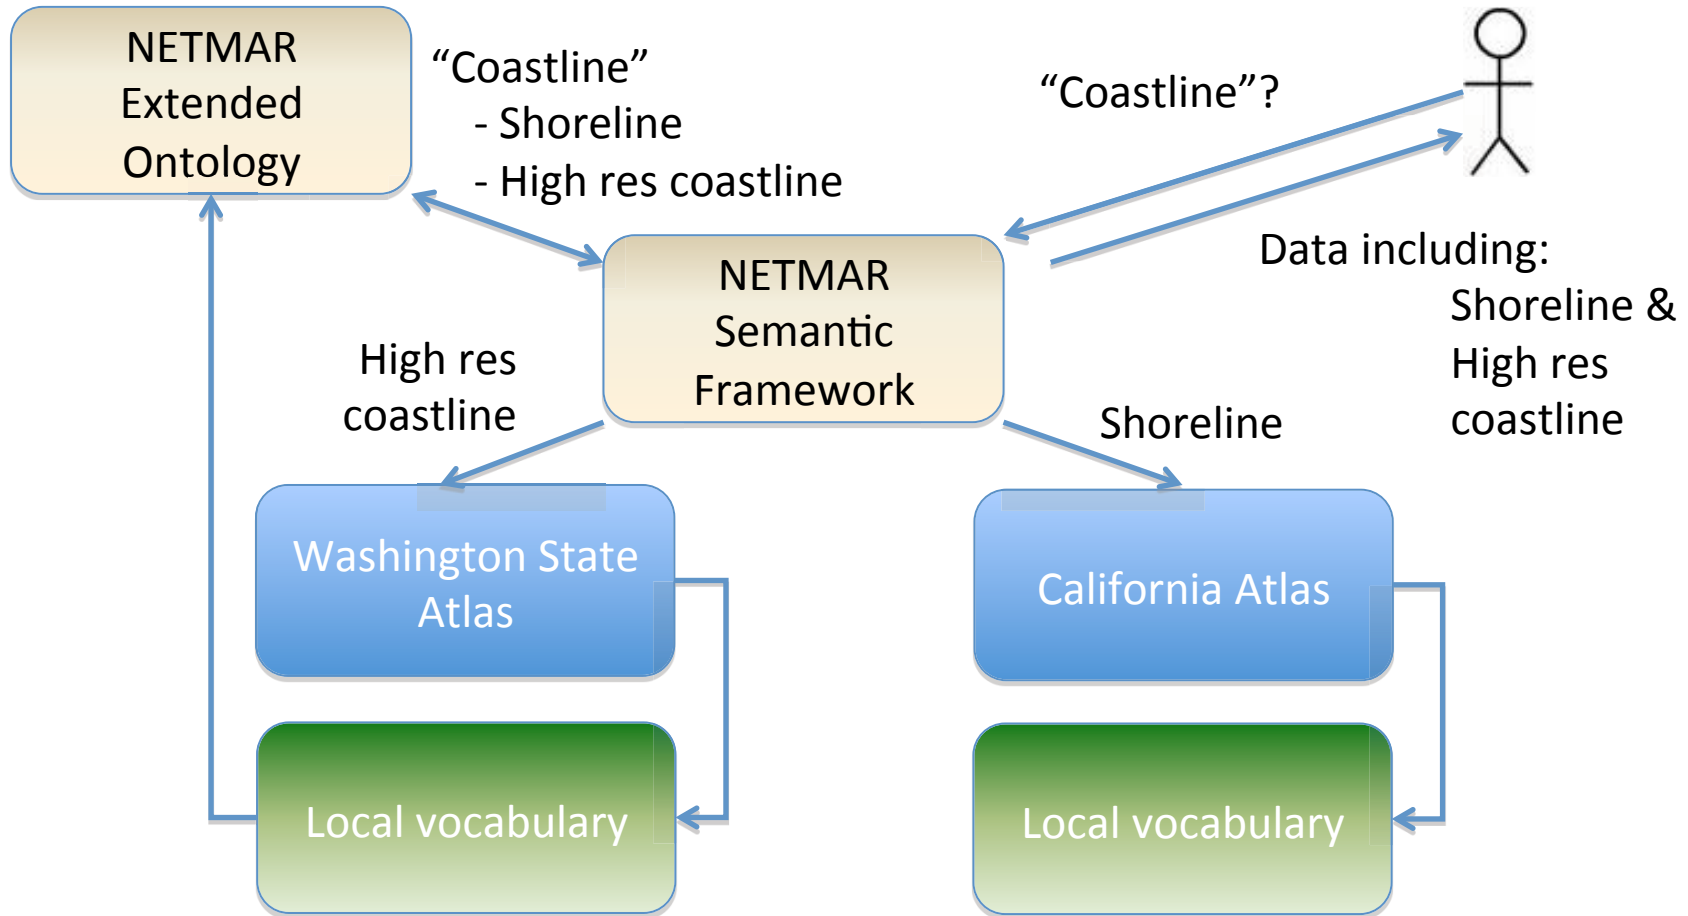 NETMAR
Extended
Ontology
“Coastline”
- Shoreline
- High res coastline
“Coastline”?
NETMAR
Semantic
Framework
Data including:
Shoreline &
High res
coastline
High res
coastline
Shoreline
Washington State
Atlas
California Atlas
Local vocabulary
Local vocabulary